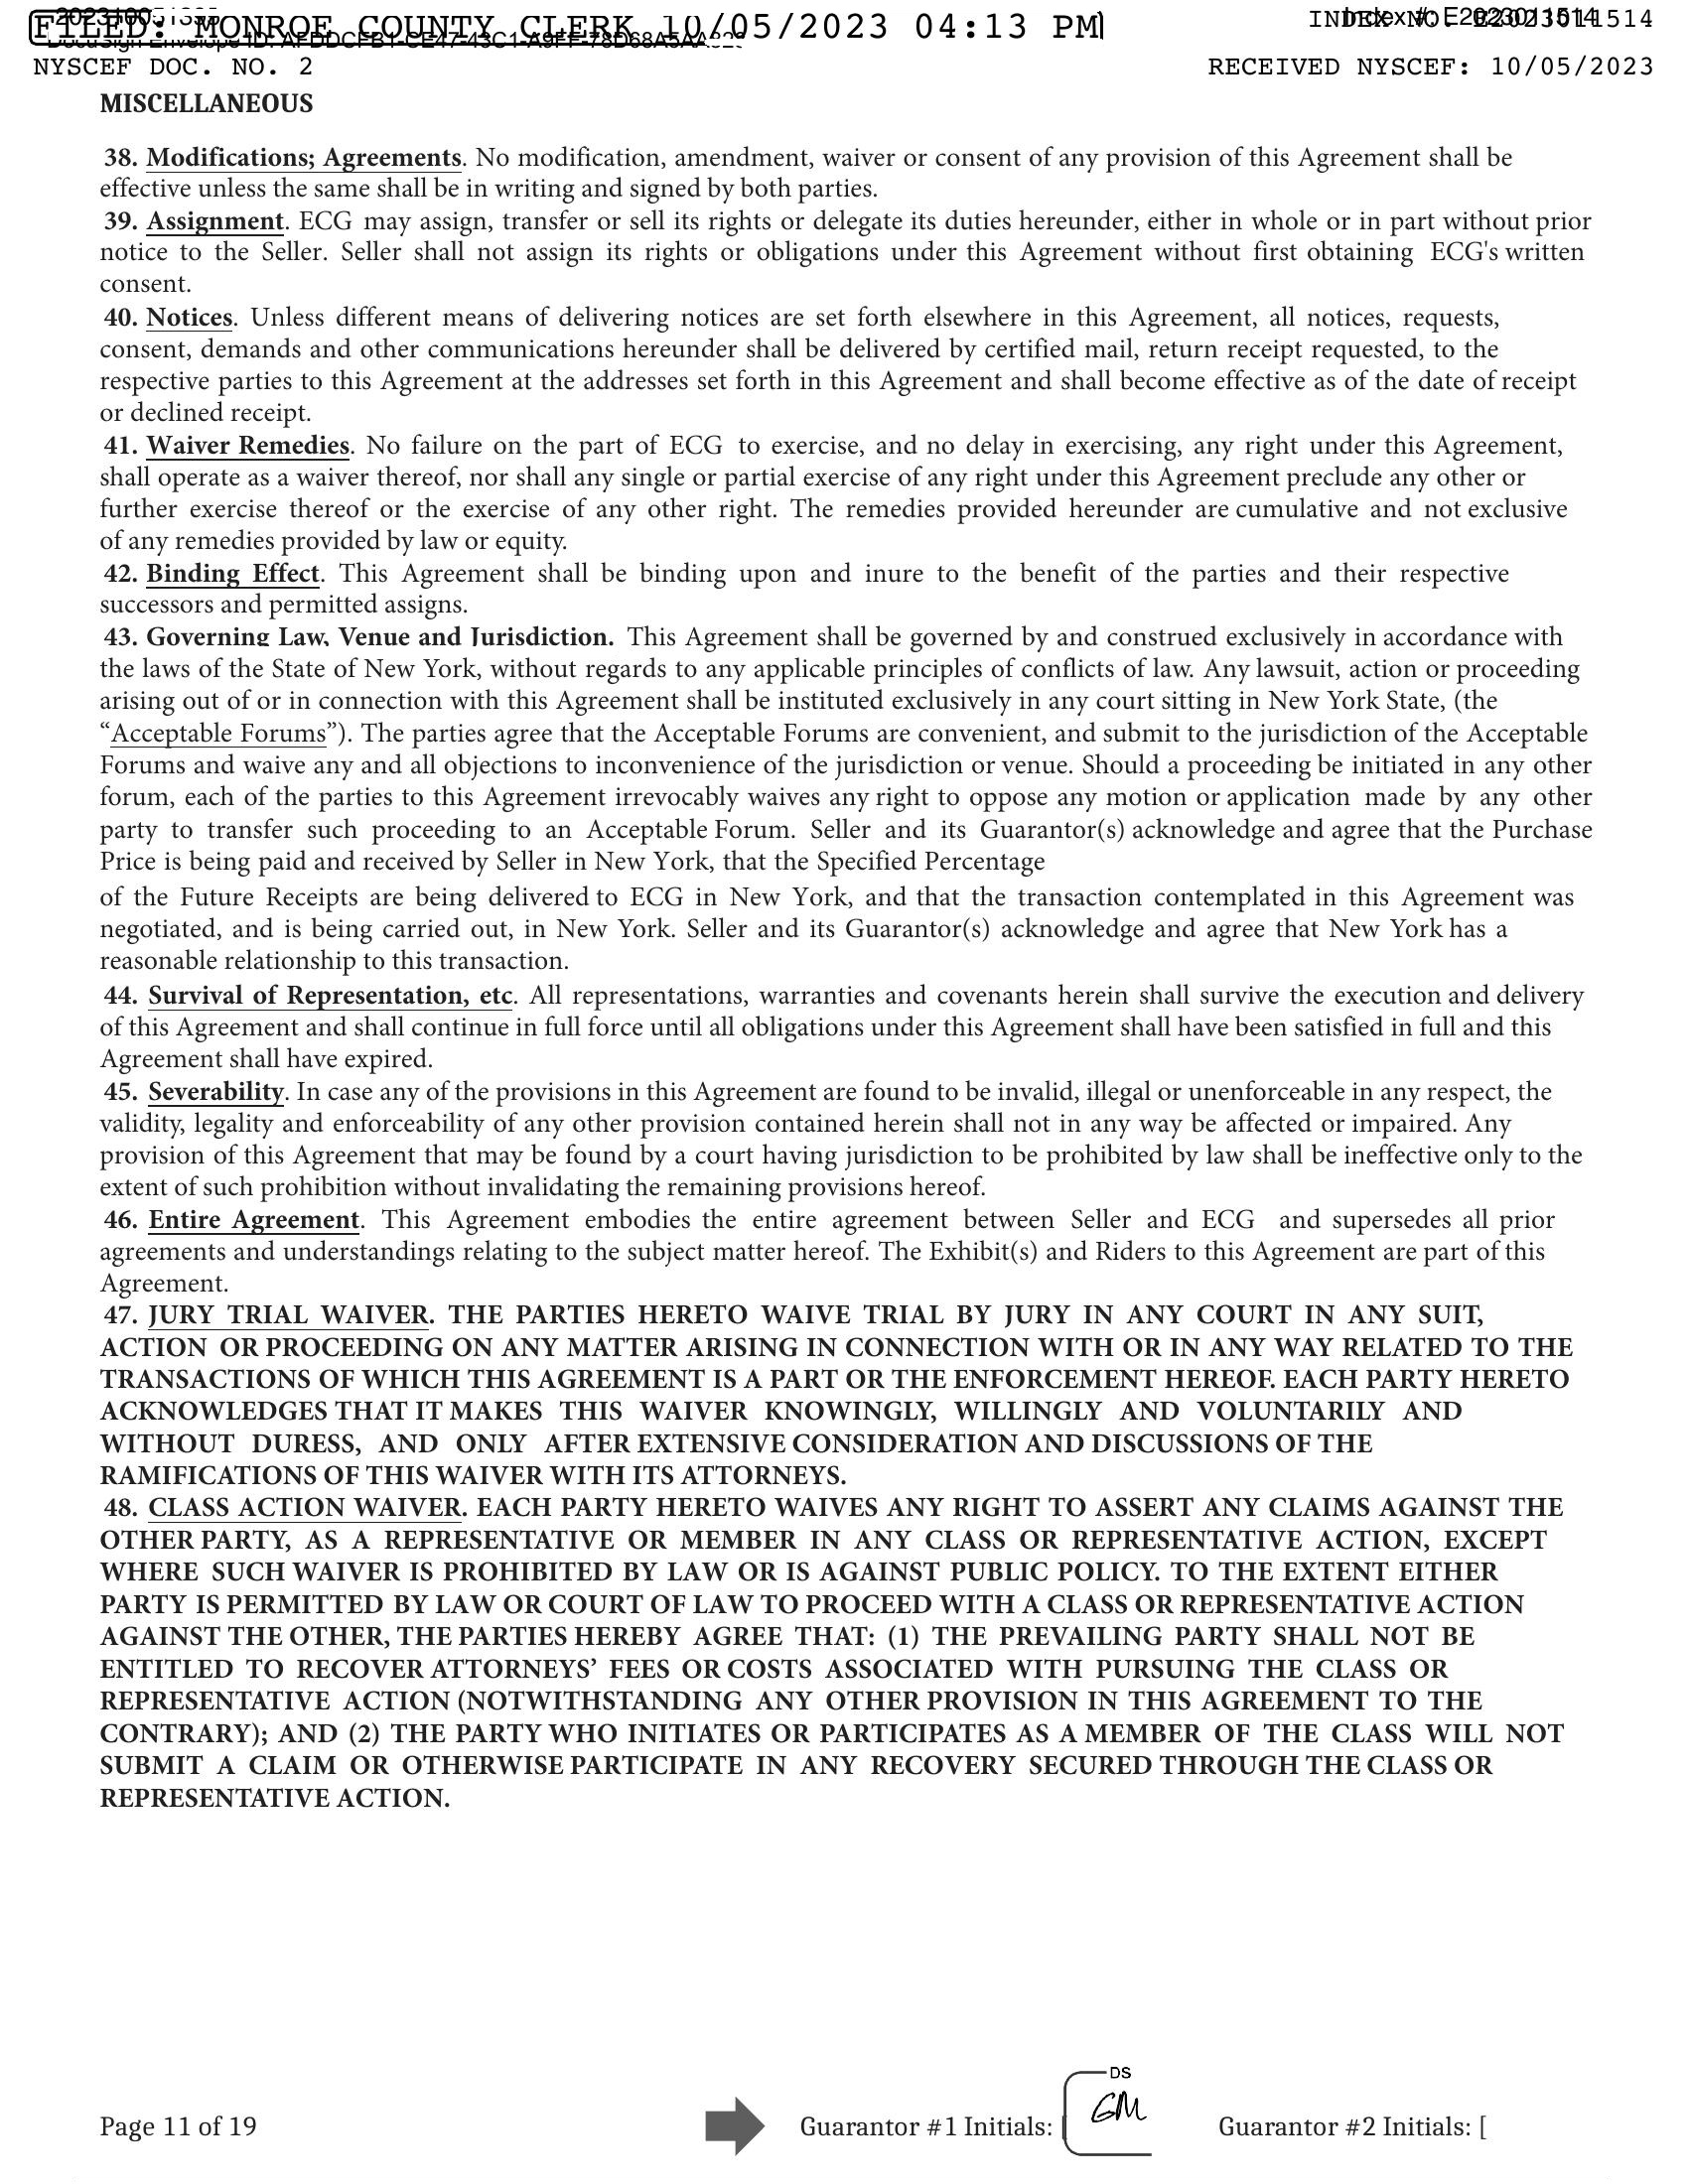 FILED: MONROE COUNTY CLERK 10/05/2023 04:13 PM
INDEX NO. E2023011514
NYSCEF DOC. NO. 2
RECEIVED NYSCEF: 10/05/2023
MISCELLANEOUS
38. Modifications; Agreements. No modification, amendment, waiver or consent of any provision of this Agreement shall be
effective unless the same shall be in writing and signed by both parties.
39. Assignment. ECG may assign, transfer or sell its rights or delegate its duties hereunder, either in whole or in part without prior
notice to the Seller. Seller shall not assign its rights or obligations under this Agreement without first obtaining ECG's written
consent.
40. Notices. Unless different means of delivering notices are set forth elsewhere in this Agreement, all notices, requests,
consent, demands and other communications hereunder shall be delivered by certified mail, return receipt requested, to the
respective parties to this Agreement at the addresses set forth in this Agreement and shall become effective as of the date of receipt
or declined receipt.
41. Waiver Remedies. No failure on the part of ECG to exercise, and no delay in exercising, any right under this Agreement,
shall operate as a waiver thereof, nor shall any single or partial exercise of any right under this Agreement preclude any other or
further exercise thereof or the exercise of any other right. The remedies provided hereunder are cumulative and not exclusive
of any remedies provided by law or equity.
42. Binding Effect. This Agreement shall be binding upon and inure to the benefit of the parties and their respective
successors and permitted assigns.
43. Governing Law, Venue and Jurisdiction. This Agreement shall be governed by and construed exclusively in accordance with
the laws of the State of New York, without regards to any applicable principles of conflicts of law. Any lawsuit, action or proceeding
arising out of or in connection with this Agreement shall be instituted exclusively in any court sitting in New York State, (the
“Acceptable Forums”). The parties agree that the Acceptable Forums are convenient, and submit to the jurisdiction of the Acceptable
Forums and waive any and all objections to inconvenience of the jurisdiction or venue. Should a proceeding be initiated in any other
forum, each of the parties to this Agreement irrevocably waives any right to oppose any motion or application made by any other
party to transfer such proceeding to an Acceptable Forum. Seller and its Guarantor(s) acknowledge and agree that the Purchase
Price is being paid and received by Seller in New York, that the Specified Percentage
of the Future Receipts are being delivered to ECG in New York, and that the transaction contemplated in this Agreement was
negotiated, and is being carried out, in New York. Seller and its Guarantor(s) acknowledge and agree that New York has a
reasonable relationship to this transaction.
44. Survival of Representation, etc. All representations, warranties and covenants herein shall survive the execution and delivery
of this Agreement and shall continue in full force until all obligations under this Agreement shall have been satisfied in full and this
Agreement shall have expired.
45. Severability. In case any of the provisions in this Agreement are found to be invalid, illegal or unenforceable in any respect, the
validity, legality and enforceability of any other provision contained herein shall not in any way be affected or impaired. Any
provision of this Agreement that may be found by a court having jurisdiction to be prohibited by law shall be ineffective only to the
extent of such prohibition without invalidating the remaining provisions hereof.
46. Entire Agreement. This Agreement embodies the entire agreement between Seller and ECG and supersedes all prior
agreements and understandings relating to the subject matter hereof. The Exhibit(s) and Riders to this Agreement are part of this
Agreement.
47. JURY TRIAL WAIVER. THE PARTIES HERETO WAIVE TRIAL BY JURY IN ANY COURT IN ANY SUIT,
ACTION OR PROCEEDING ON ANY MATTER ARISING IN CONNECTION WITH OR IN ANY WAY RELATED TO THE
TRANSACTIONS OF WHICH THIS AGREEMENT IS A PART OR THE ENFORCEMENT HEREOF. EACH PARTY HERETO
ACKNOWLEDGES THAT IT MAKES THIS WAIVER KNOWINGLY, WILLINGLY AND VOLUNTARILY AND
WITHOUT DURESS, AND ONLY AFTER EXTENSIVE CONSIDERATION AND DISCUSSIONS OF THE
RAMIFICATIONS OF THIS WAIVER WITH ITS ATTORNEYS.
48. CLASS ACTION WAIVER. EACH PARTY HERETO WAIVES ANY RIGHT TO ASSERT ANY CLAIMS AGAINST THE
OTHER PARTY, AS A REPRESENTATIVE OR MEMBER IN ANY CLASS OR REPRESENTATIVE ACTION, EXCEPT
WHERE SUCH WAIVER IS PROHIBITED BY LAW OR IS AGAINST PUBLIC POLICY. TO THE EXTENT EITHER
PARTY IS PERMITTED BY LAW OR COURT OF LAW TO PROCEED WITH A CLASS OR REPRESENTATIVE ACTION
AGAINST THE OTHER, THE PARTIES HEREBY AGREE THAT: (1) THE PREVAILING PARTY SHALL NOT BE
ENTITLED TO RECOVER ATTORNEYS’ FEES OR COSTS ASSOCIATED WITH PURSUING THE CLASS OR
REPRESENTATIVE ACTION (NOTWITHSTANDING ANY OTHER PROVISION IN THIS AGREEMENT TO THE
CONTRARY); AND (2) THE PARTY WHO INITIATES OR PARTICIPATES AS A MEMBER OF THE CLASS WILL NOT
SUBMIT A CLAIM OR OTHERWISE PARTICIPATE IN ANY RECOVERY SECURED THROUGH THE CLASS OR
REPRESENTATIVE ACTION.
DS
GM
Page 11 of 19
Guarantor #1 Initials: [
Guarantor #2 Initials: [